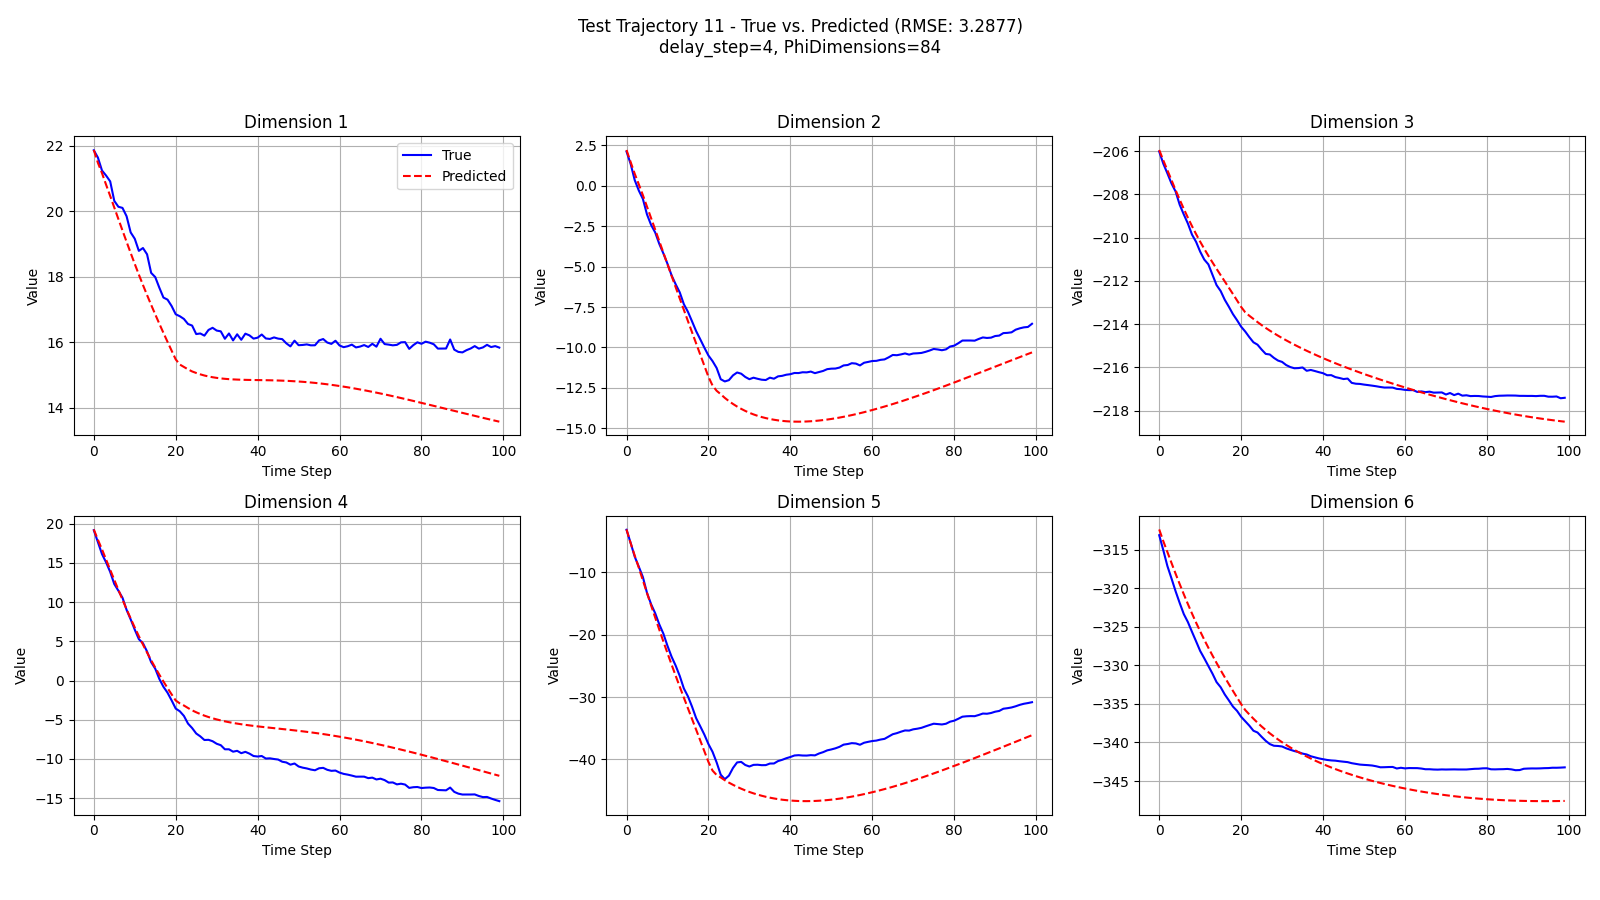 Test Trajectory 11 - True vs. Predicted (RMSE: 3.2877)
delay_step=4, PhiDimensions=84
Dimension 1
22
20
18
16
14
Value
0 20 40 60 80 100
Time Step
True
Predicted
Dimension 2
2.5
0.0
−2.5
−5.0
−7.5
−10.0
−12.5
−15.0
Value
0 20 40 60 80 100
Time Step
Dimension 3
−206
−208
−210
−212
−214
−216
−218
Value
0 20 40 60 80 100
Time Step
Dimension 4
20
15
10
5
0
−5
−10
−15
Value
0 20 40 60 80 100
Time Step
Dimension 5
−10
−20
−30
−40
Value
0 20 40 60 80 100
Time Step
Dimension 6
−315
−320
−325
−330
−335
−340
−345
Value
0 20 40 60 80 100
Time Step